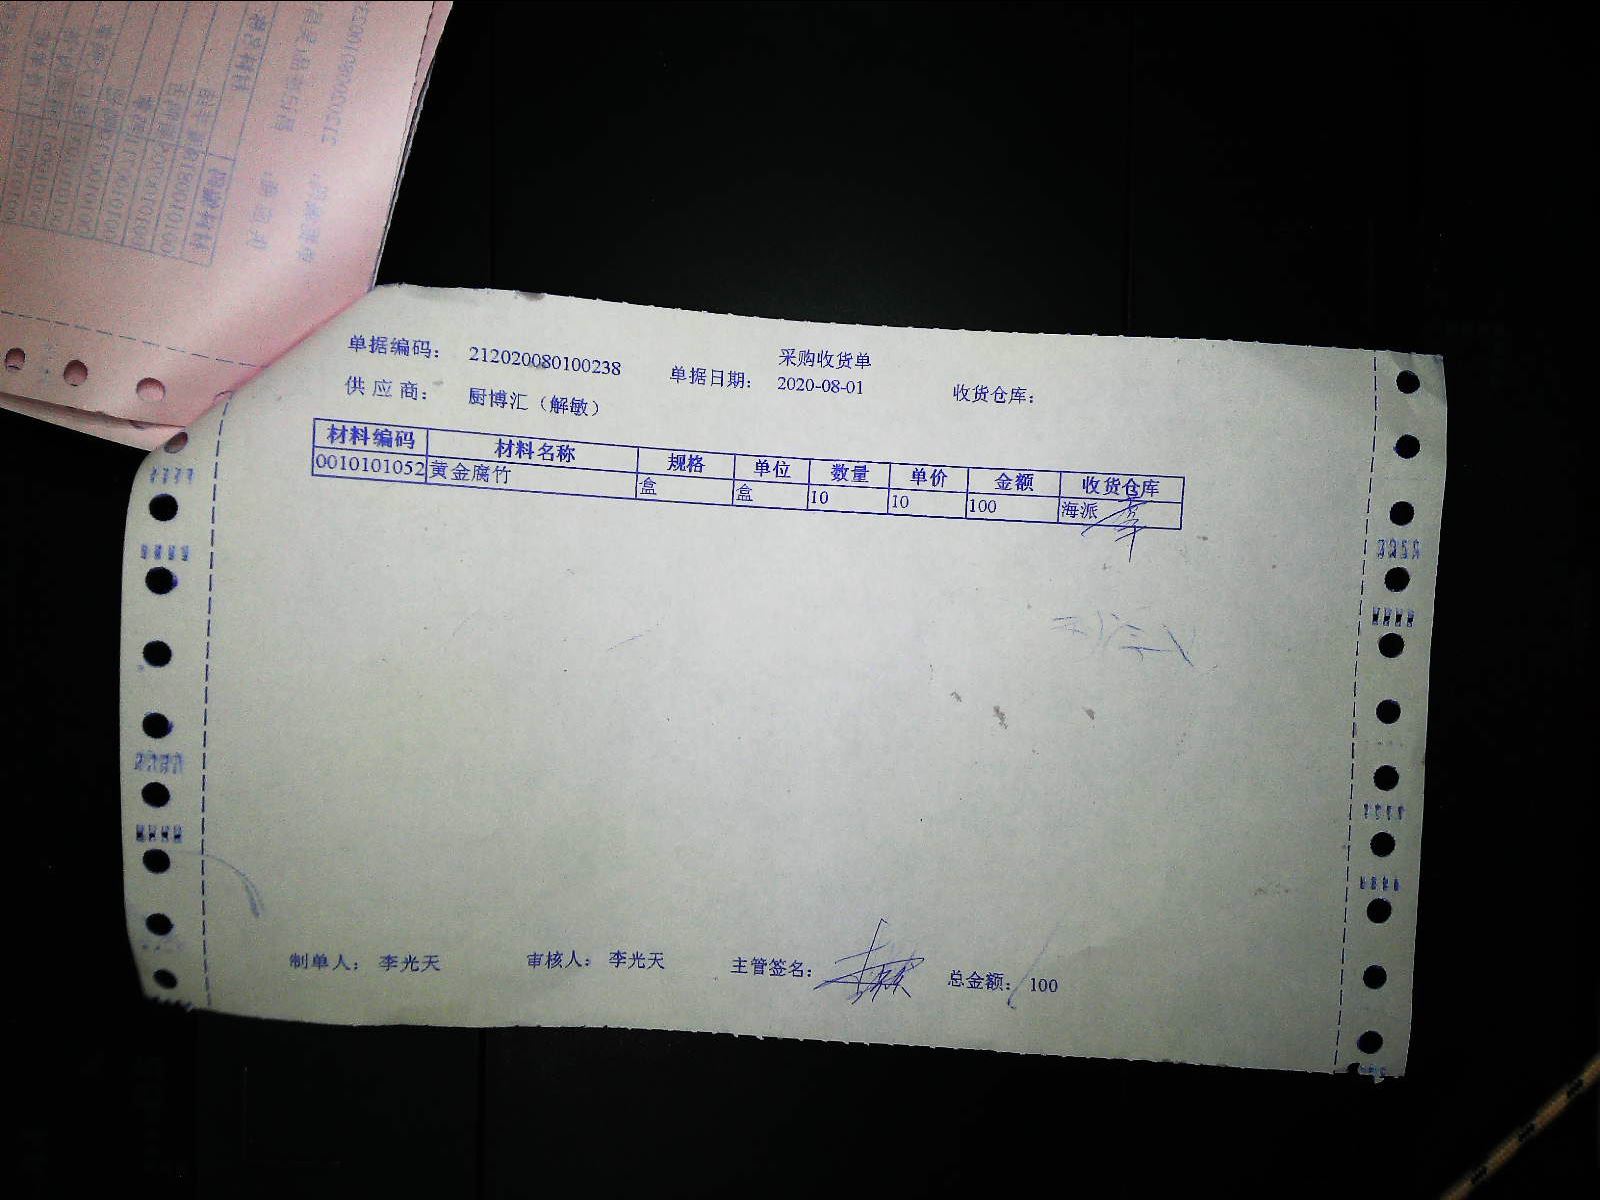 采购收货单
单据编码： 212020080100238 单据日期： 2020-08-01 收货仓库：
供应商： 厨博汇（解敏）
材料编码 材料名称 规格 单位 数量 单价 金额 收货仓库
0010101052 黄金腐竹 盒 盒 10 10 100 海派
制单人： 李光天 审核人： 李光天 主管签名： 总金额： 100